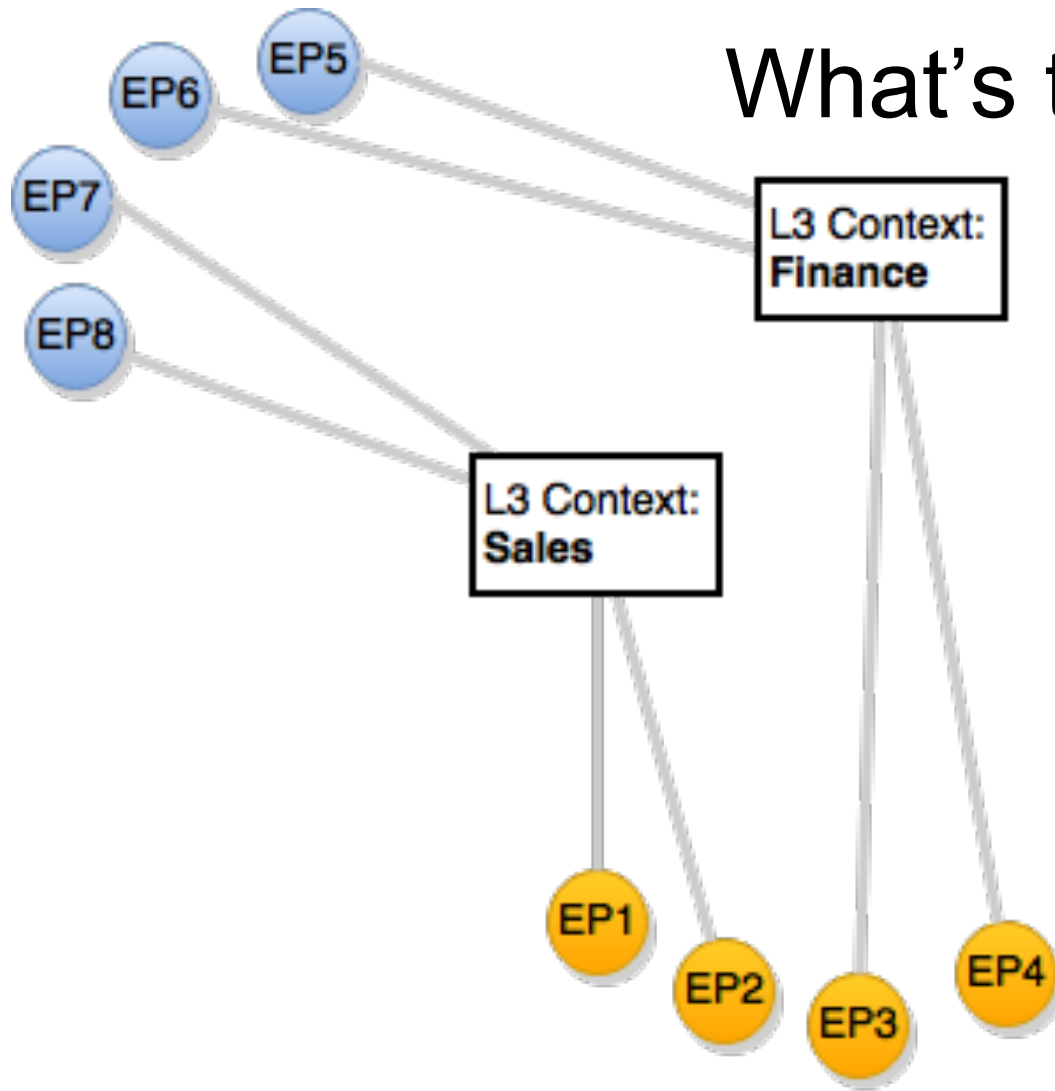 What's t
EP5
EP6
EP7
EP8
L3 Context:
Finance
L3 Context:
Sales
EP1
EP2
EP3
EP4